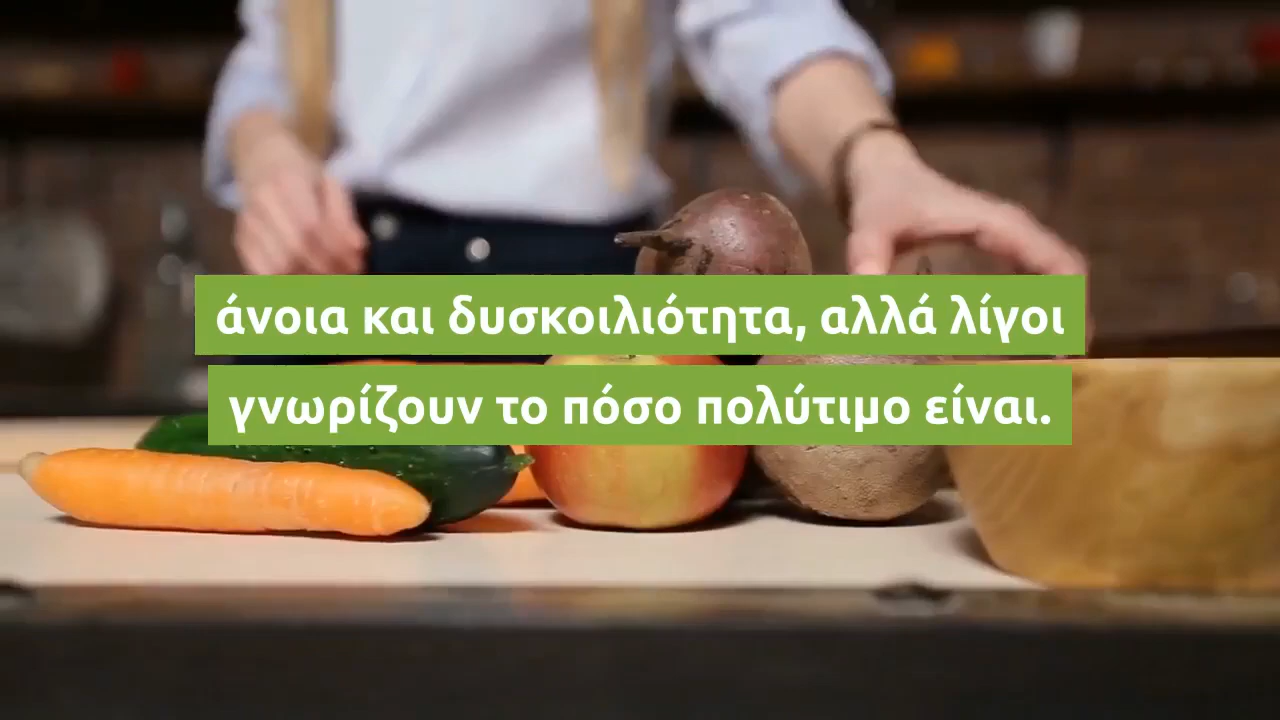 άνοια και δυσκοιλιότητα, αλλά λίγοι
γνωρίζουν το πόσο πολύτιμο είναι.